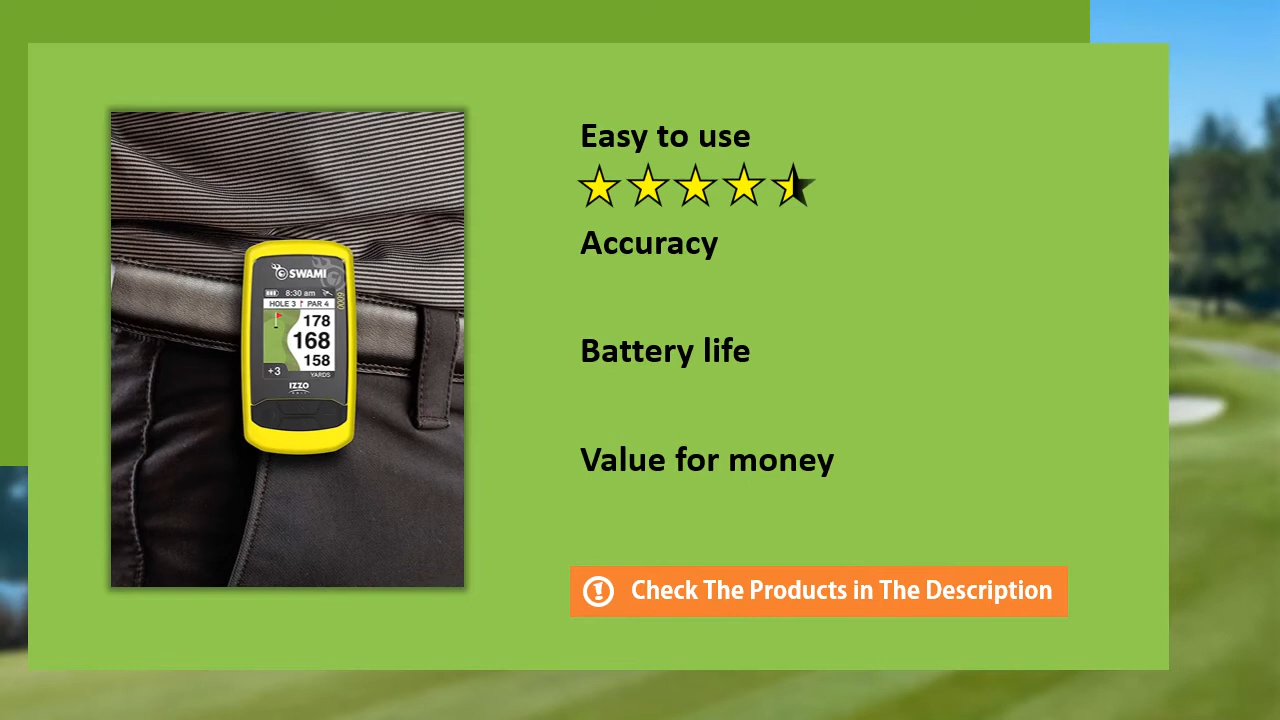 Easy to use
Accuracy
Battery life
Value for money
Check The Products in The Description
SWAMI
8:30 am
6000
HOLE 3 PAR 4
178
168
158
+3 YARDS
IZZO